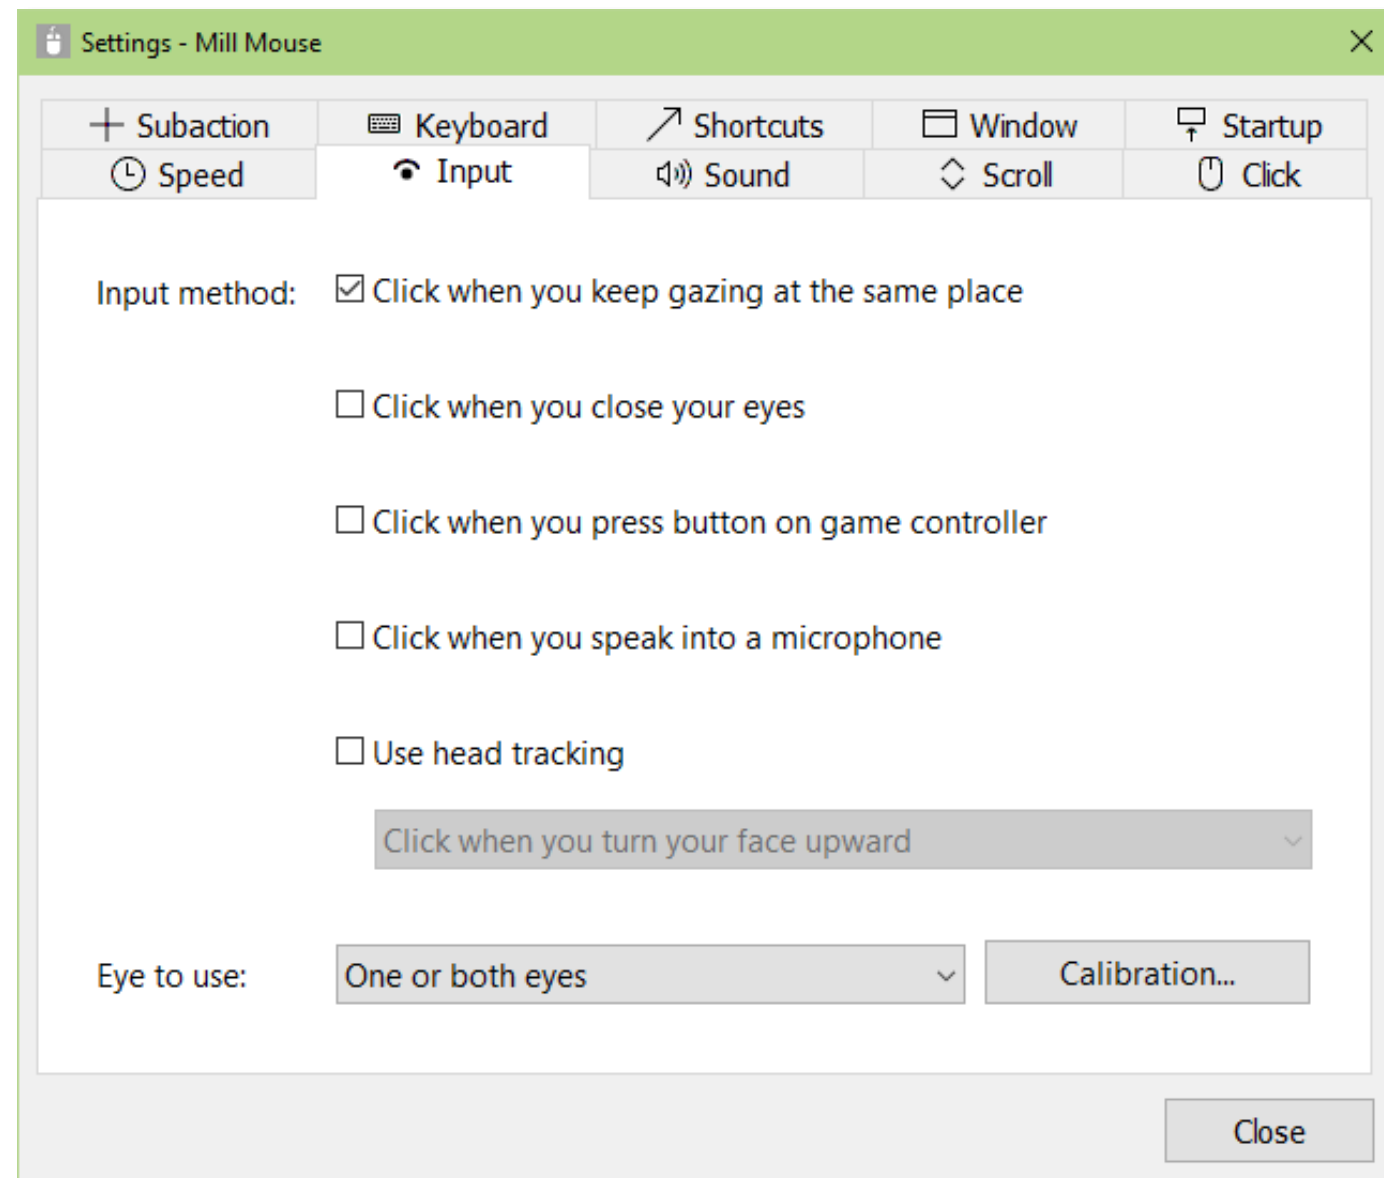 Settings - Mill Mouse
Subaction Keyboard Shortcuts Window Startup
Speed Input Sound Scroll Click
Input method: Click when you keep gazing at the same place
Click when you close your eyes
Click when you press button on game controller
Click when you speak into a microphone
Use head tracking
Click when you turn your face upward
Eye to use: One or both eyes Calibration...
Close